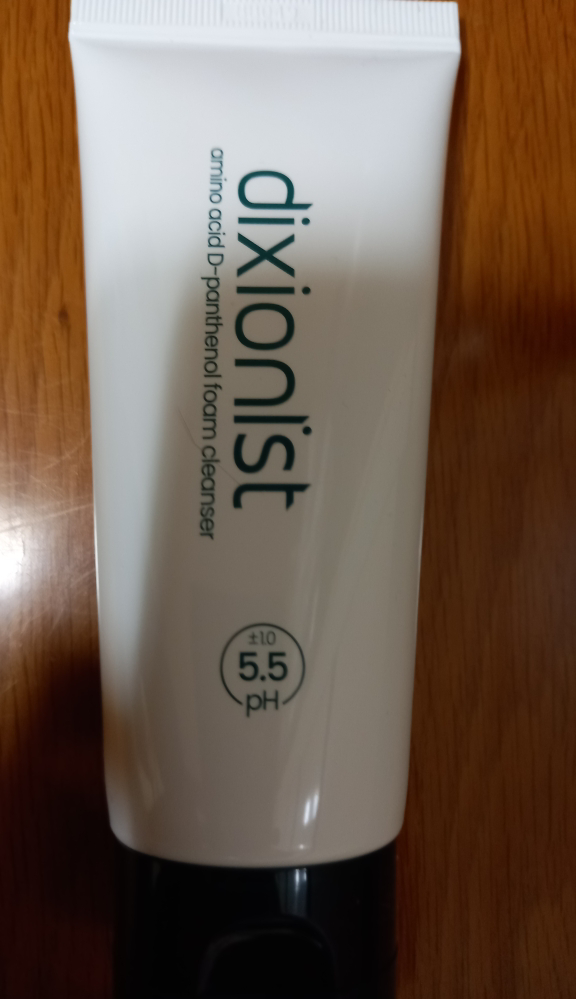 dixionist
amino acid D-panthenol foam cleanser
±1.0
5.5
pH